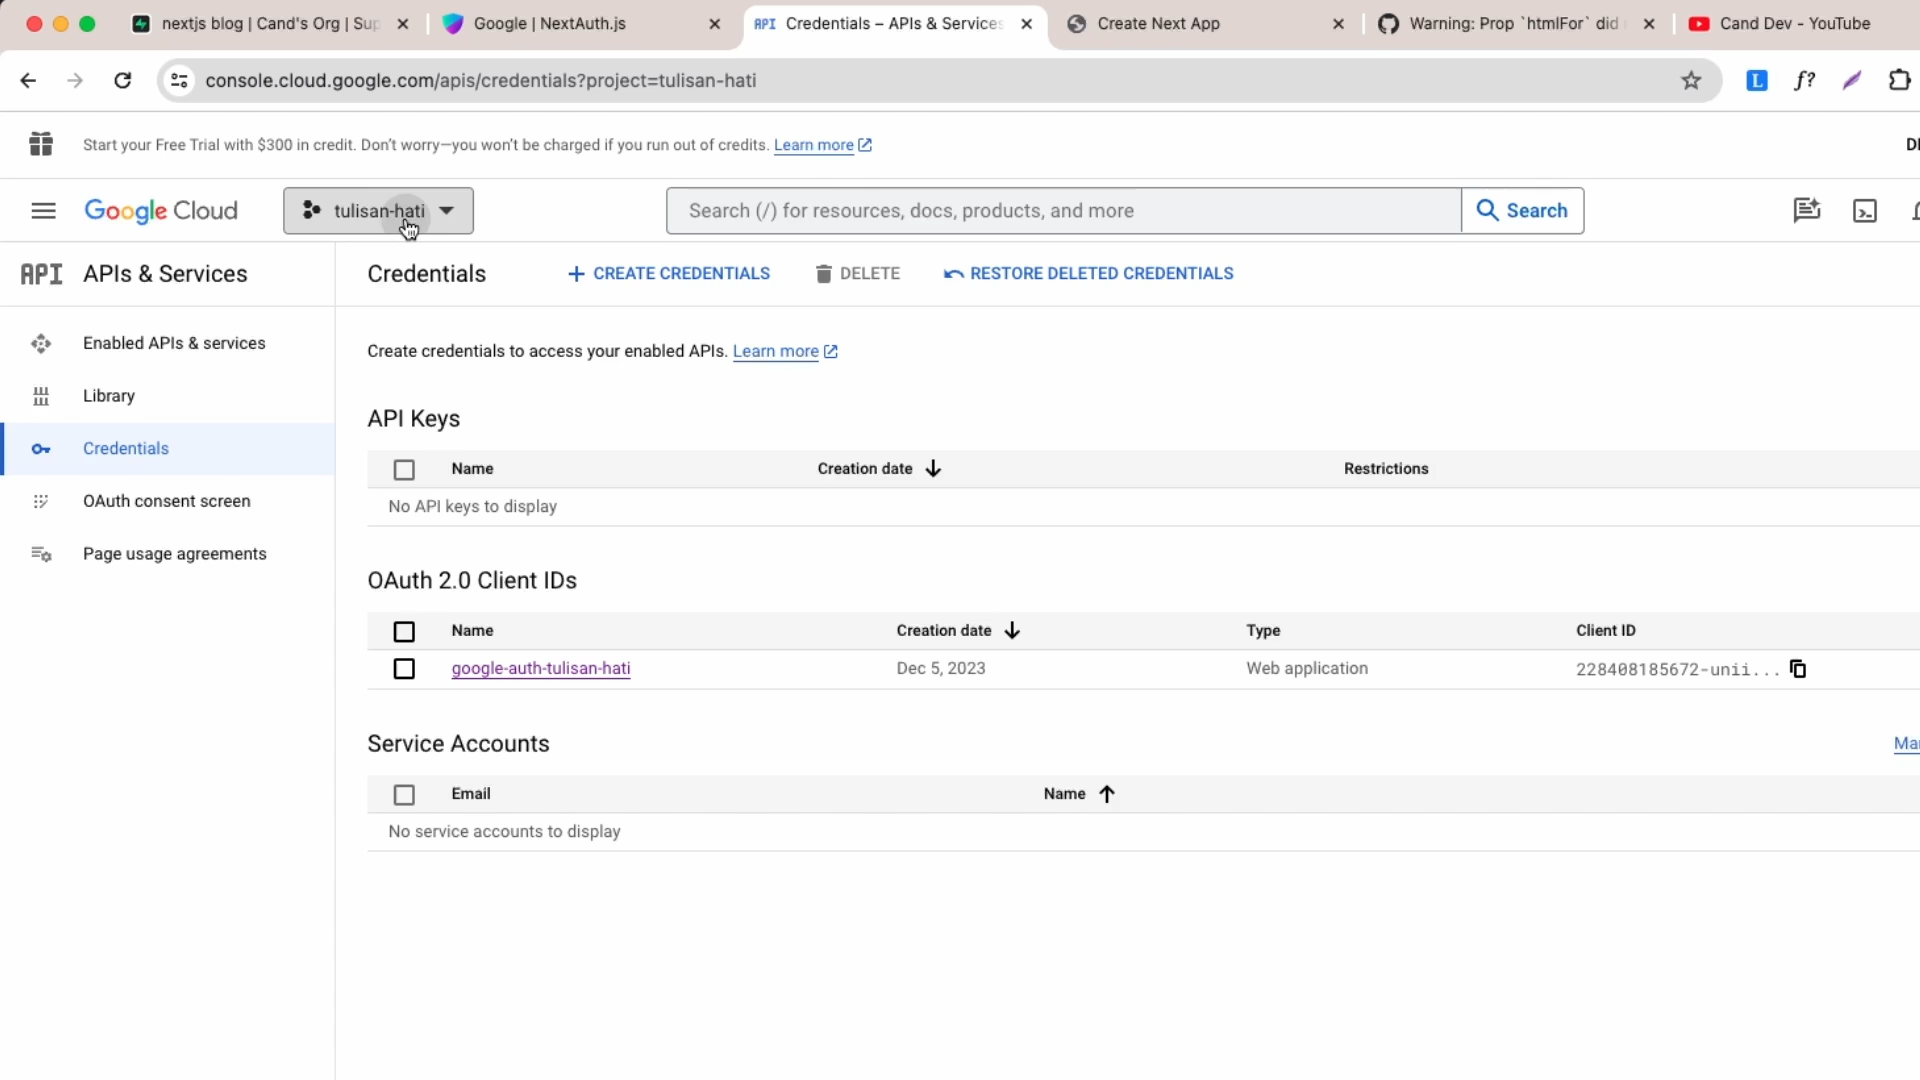 nextjs blog | Cand's Org | Sup
Google | NextAuth.js
API Credentials – APIs & Services
Create Next App
Warning: Prop `htmlFor` did
Cand Dev - YouTube
console.cloud.google.com/apis/credentials?project=tulisan-hati
L
f?
Start your Free Trial with $300 in credit. Don't worry—you won't be charged if you run out of credits. Learn more
Google Cloud
tulisan-hati
Search (/) for resources, docs, products, and more
Search
API APIs & Services
Credentials
+ CREATE CREDENTIALS
DELETE
RESTORE DELETED CREDENTIALS
Enabled APIs & services
Library
Credentials
OAuth consent screen
Page usage agreements
Create credentials to access your enabled APIs. Learn more
API Keys
Name Creation date Restrictions
No API keys to display
OAuth 2.0 Client IDs
Name Creation date Type Client ID
google-auth-tulisan-hati Dec 5, 2023 Web application 228408185672-unii...
Service Accounts
Email Name
No service accounts to display